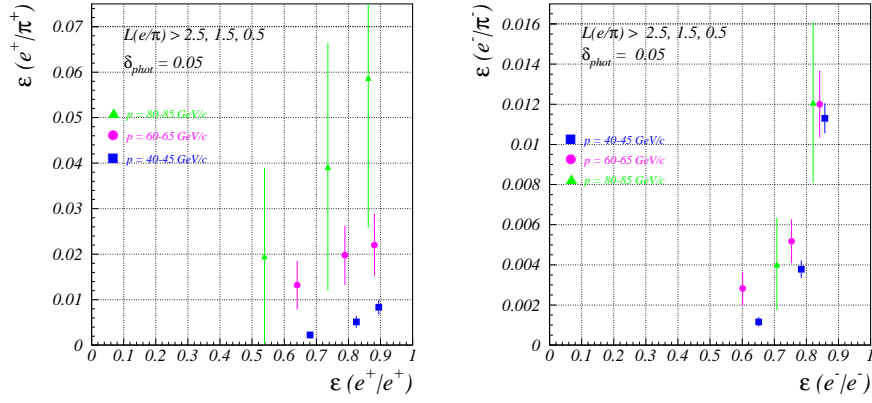 ε (e⁺/π⁺)
L(e/π) > 2.5, 1.5, 0.5
δphot = 0.05
p = 80-85 GeV/c
p = 60-65 GeV/c
p = 40-45 GeV/c
0.07
0.06
0.05
0.04
0.03
0.02
0.01
0
0 0.1 0.2 0.3 0.4 0.5 0.6 0.7 0.8 0.9 1
ε (e⁺/e⁺)
ε (e⁻/π⁻)
L(e/π) > 2.5, 1.5, 0.5
δphot = 0.05
p = 40-45 GeV/c
p = 60-65 GeV/c
p = 80-85 GeV/c
0.016
0.014
0.012
0.01
0.008
0.006
0.004
0.002
0
0 0.1 0.2 0.3 0.4 0.5 0.6 0.7 0.8 0.9 1
ε (e⁻/e⁻)